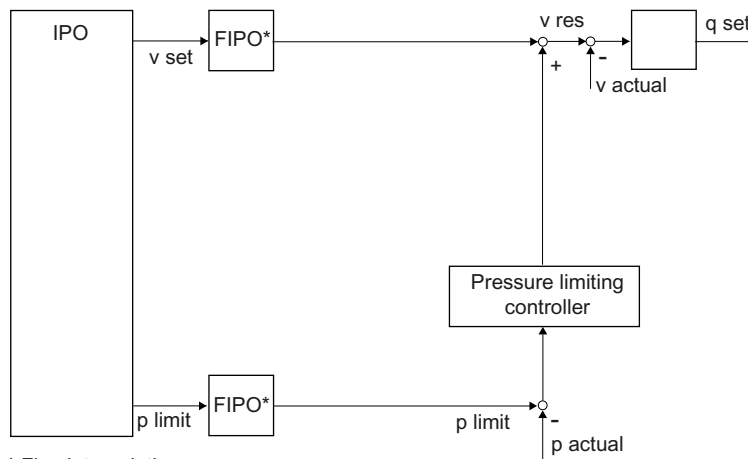 IPO
v set
FIPO*
v res
+
-
v actual
q set
Pressure limiting
controller
p limit
FIPO*
p limit
-
p actual